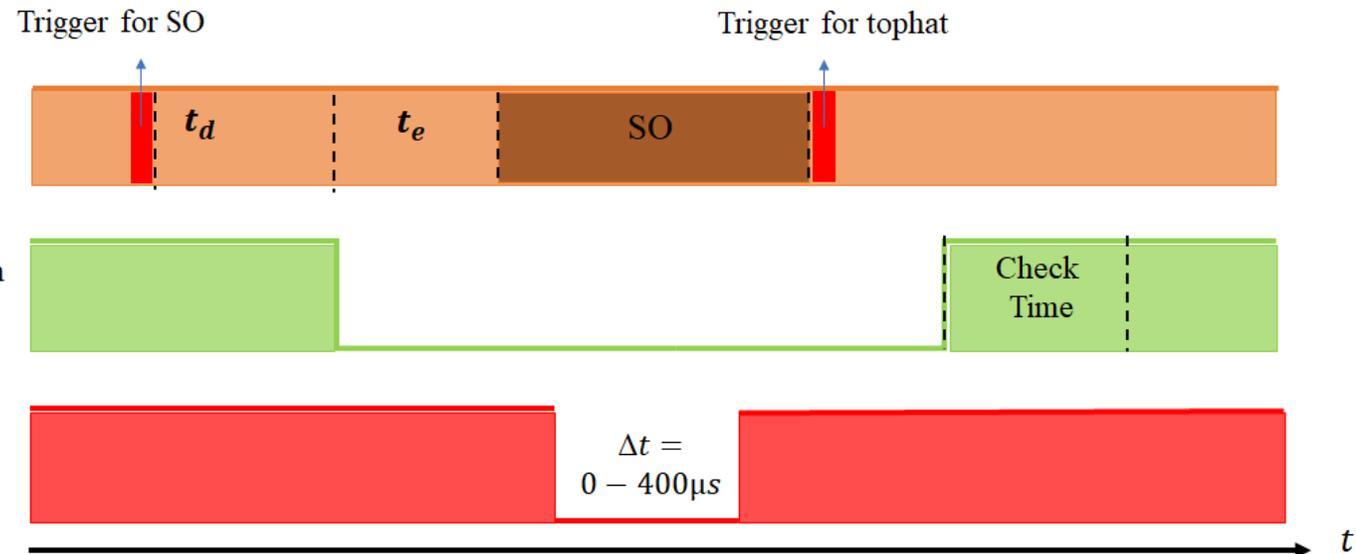 Trigger for SO
Trigger for tophat
t_d
t_e
SO
Check
Time
Δt =
0 − 400μs
t